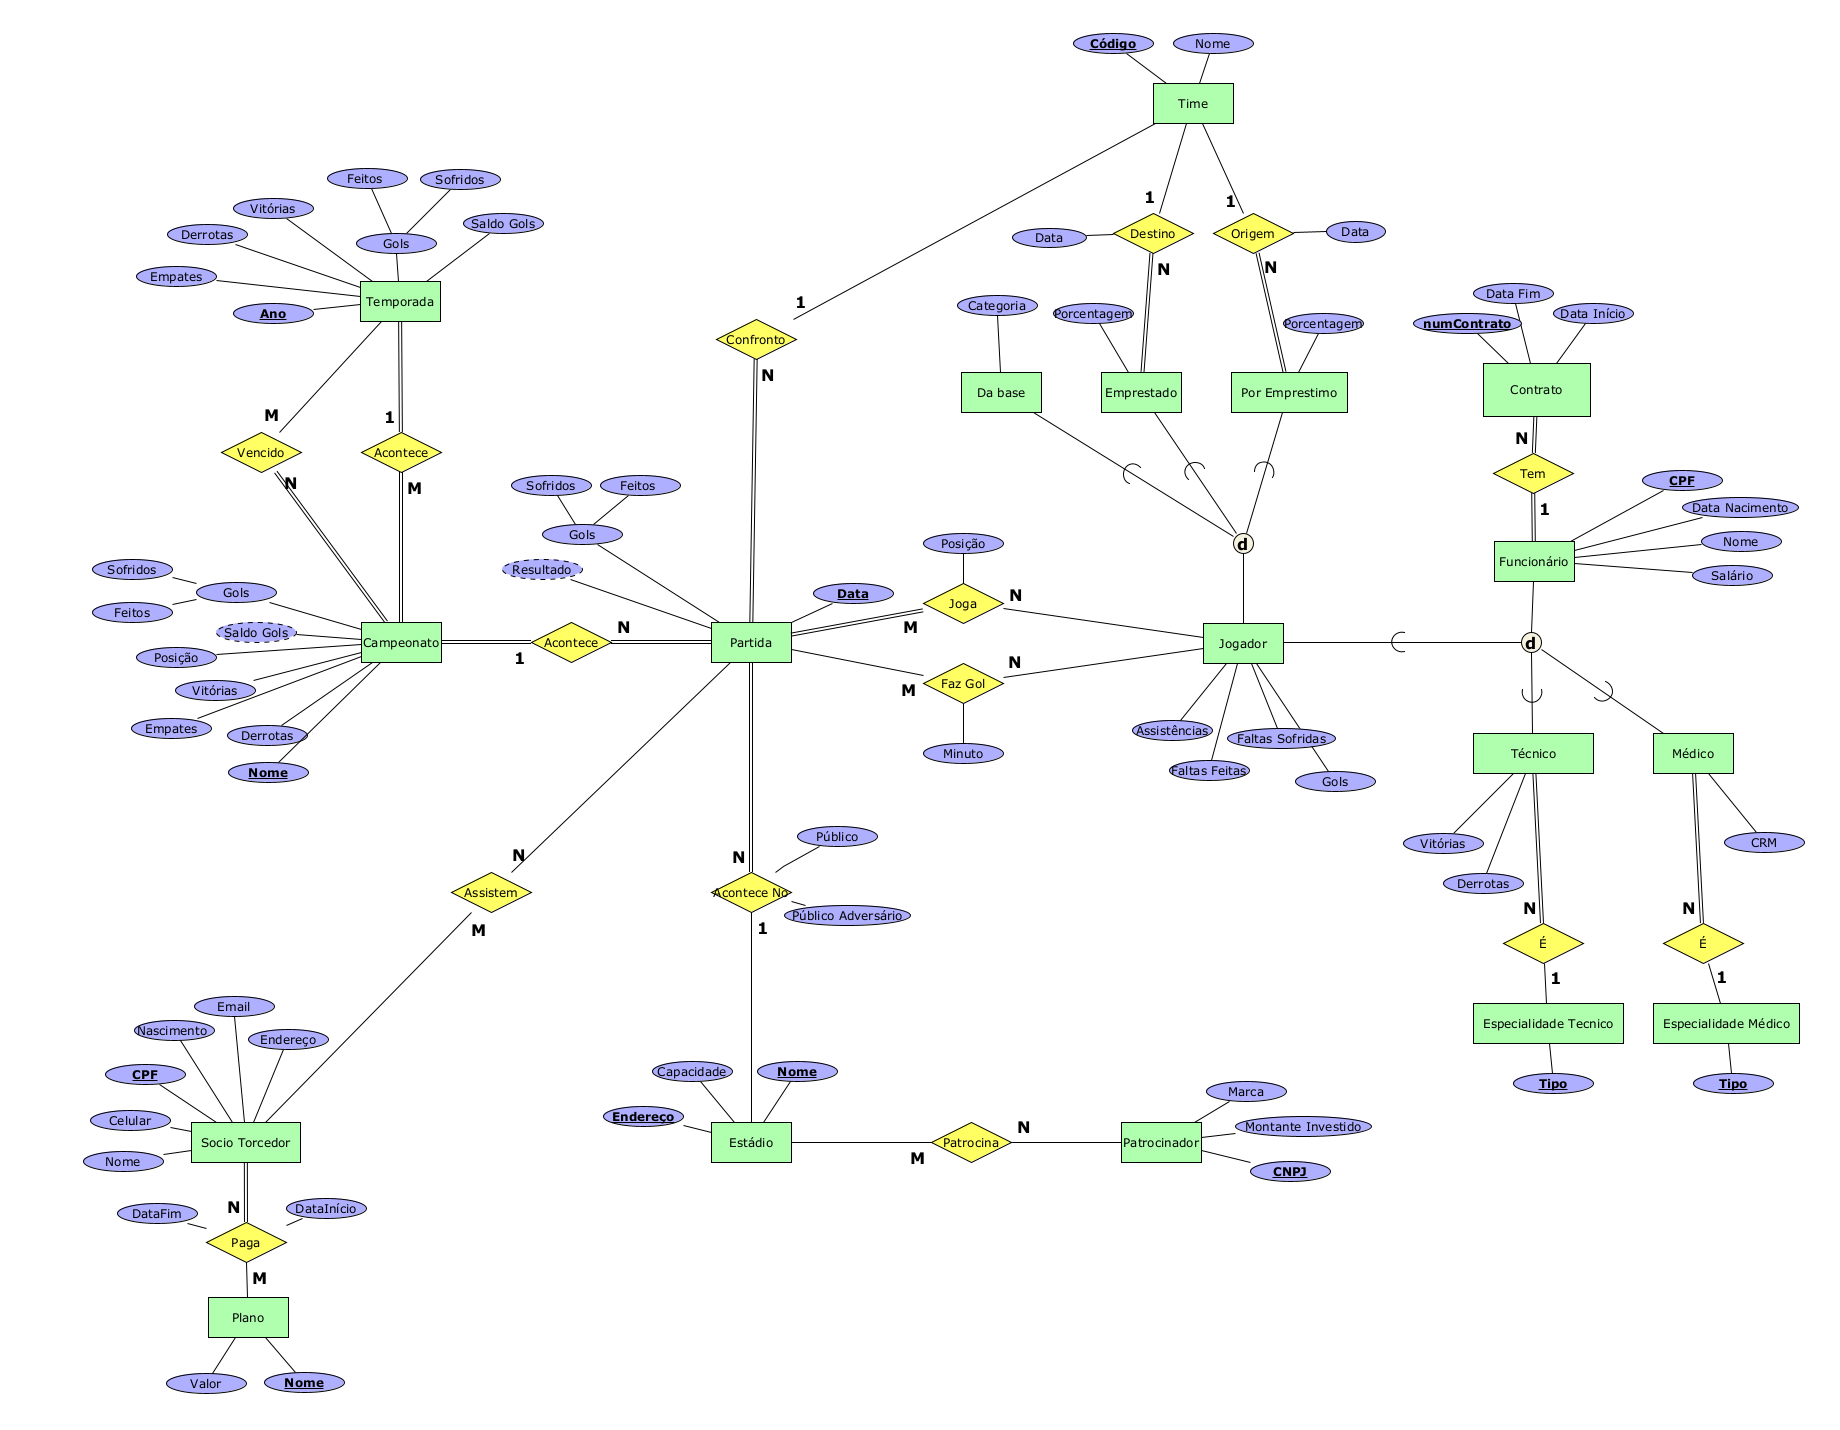 Código
Nome
Time
Feitos
Sofridos
Vitórias
Saldo Gols
Derrotas
Gols
Empates
Temporada
Ano
1
1
Data
Destino
Origem
Data
N
N
1
Confronto
N
Categoria
Porcentagem
Porcentagem
Da base
Emprestado
Por Emprestimo
Data Fim
numContrato
Data Início
Contrato
N
Tem
1
CPF
Data Nacimento
Nome
Funcionário
Salário
M
1
Vencido
Acontece
N
M
Sofridos
Feitos
Gols
Resultado
d
Posição
Data
N
Joga
M
Sofridos
Gols
Feitos
Saldo Gols
Posição
Vitórias
Empates
Derrotas
Nome
Campeonato
1
Acontece
N
Partida
Jogador
d
N
Faz Gol
M
Minuto
Assistências
Faltas Sofridas
Faltas Feitas
Gols
Técnico
Médico
Vitórias
Derrotas
CRM
N
N
É
É
1
1
Especialidade Tecnico
Especialidade Médico
Tipo
Tipo
N
Assistem
M
Público
N
Acontece No
Público Adversário
1
Email
Nascimento
Endereço
CPF
Celular
Nome
Socio Torcedor
Capacidade
Nome
Endereço
Estádio
M
Patrocina
N
Patrocinador
Marca
Montante Investido
CNPJ
N
DataFim
DataInício
Paga
M
Plano
Valor
Nome